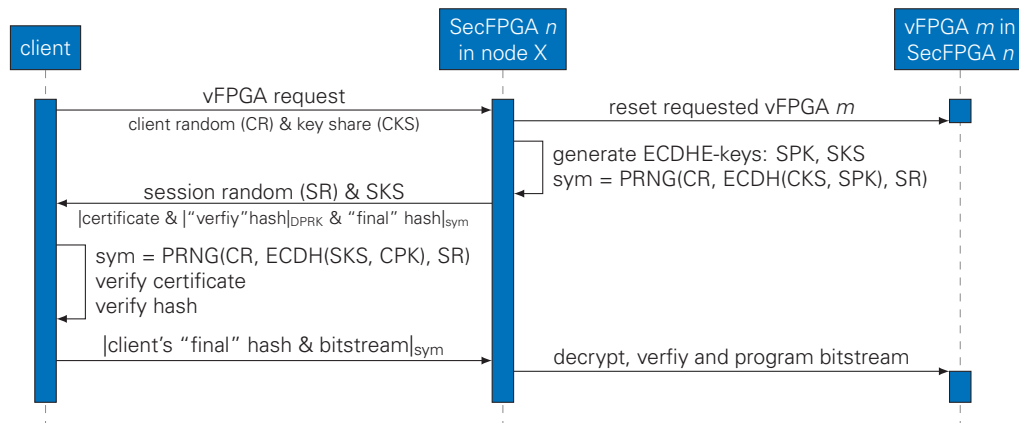 client
SecFPGA n
in node X
vFPGA m in
SecFPGA n
vFPGA request
client random (CR) & key share (CKS)
reset requested vFPGA m
generate ECDHE-keys: SPK, SKS
sym = PRNG(CR, ECDH(CKS, SPK), SR)
session random (SR) & SKS
|certificate & |“verfiy”hash|DPRK & “final” hash|sym
sym = PRNG(CR, ECDH(SKS, CPK), SR)
verify certificate
verify hash
|client's “final” hash & bitstream|sym
decrypt, verfiy and program bitstream